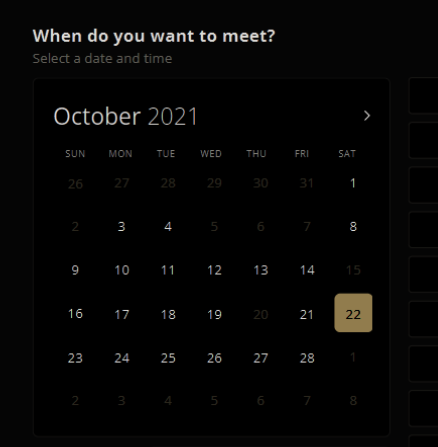 When do you want to meet?
Select a date and time
October 2021 >
SUN MON TUE WED THU FRI SAT
26 27 28 29 30 31 1
2 3 4 5 6 7 8
9 10 11 12 13 14 15
16 17 18 19 20 21 22
23 24 25 26 27 28 1
2 3 4 5 6 7 8